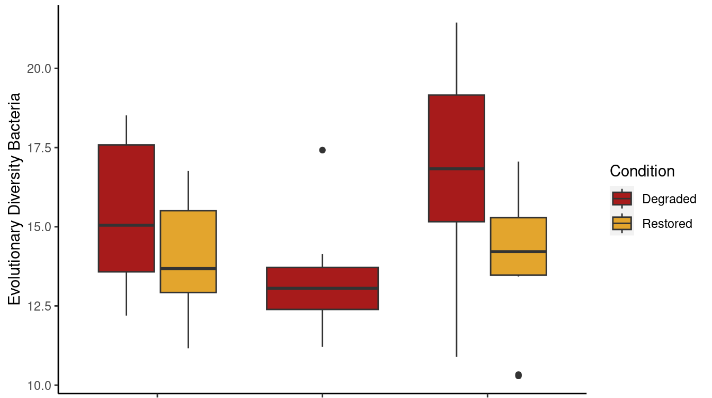 Evolutionary Diversity Bacteria
20.0
17.5
15.0
12.5
10.0
Condition
Degraded
Restored